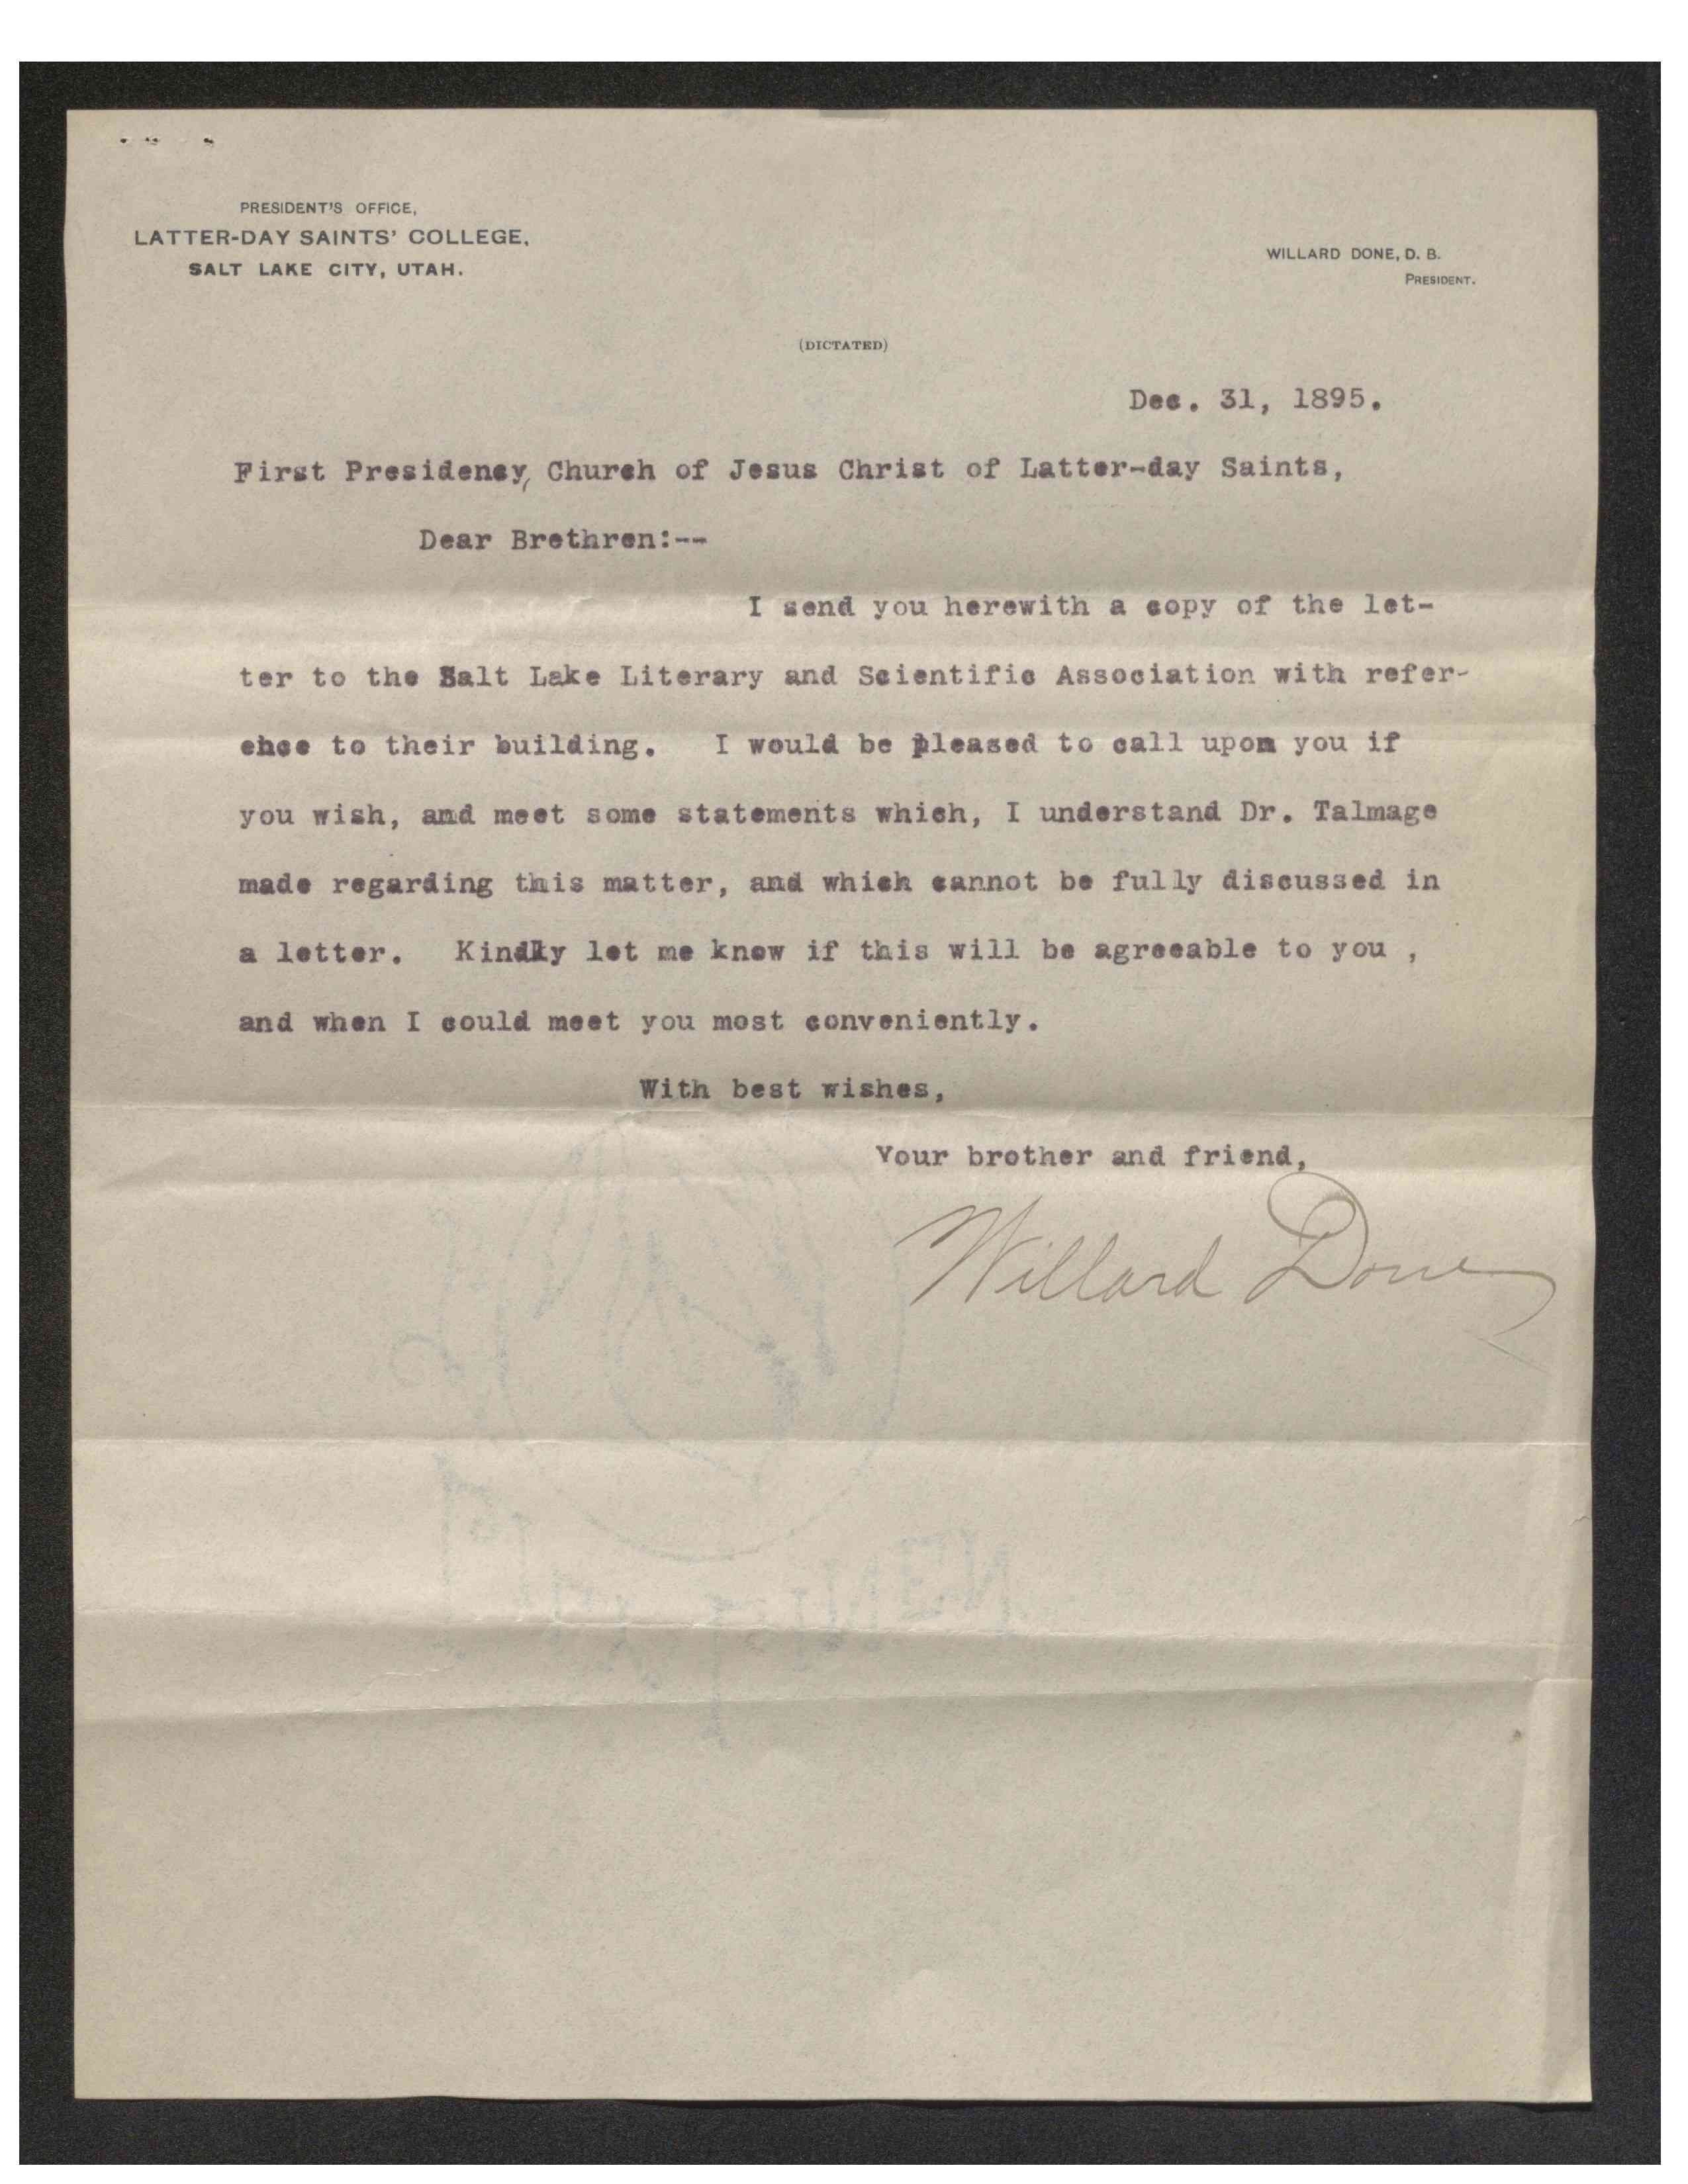 PRESIDENT'S OFFICE,
LATTER-DAY SAINTS' COLLEGE,
SALT LAKE CITY, UTAH.
WILLARD DONE, D. B.
PRESIDENT.
(DICTATED)
Dec. 31, 1895.
First Presidency, Church of Jesus Christ of Latter-day Saints,
Dear Brethren:--
I send you herewith a copy of the let-
ter to the Salt Lake Literary and Scientific Association with refer-
ence to their building. I would be pleased to call upon you if
you wish, and meet some statements which, I understand Dr. Talmage
made regarding this matter, and which cannot be fully discussed in
a letter. Kindly let me know if this will be agreeable to you ,
and when I could meet you most conveniently.
With best wishes,
Your brother and friend,
Willard Done